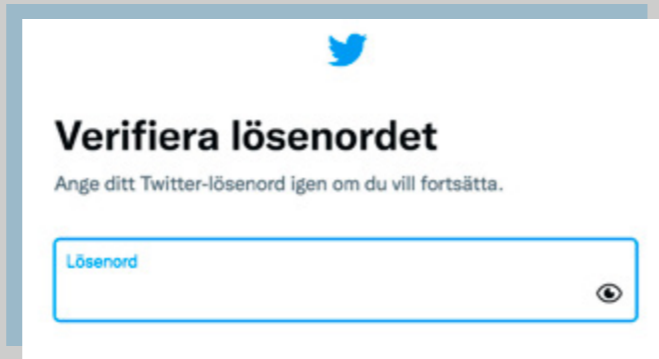 Verifiera lösenordet
Ange ditt Twitter-lösenord igen om du vill fortsätta.
Lösenord